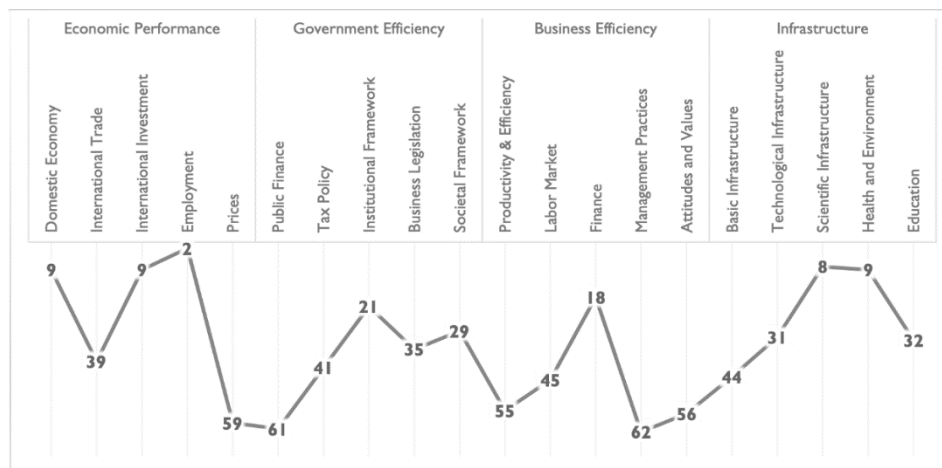 Economic Performance
Government Efficiency
Business Efficiency
Infrastructure
Domestic Economy
International Trade
International Investment
Employment
Prices
Public Finance
Tax Policy
Institutional Framework
Business Legislation
Societal Framework
Productivity & Efficiency
Labor Market
Finance
Management Practices
Attitudes and Values
Basic Infrastructure
Technological Infrastructure
Scientific Infrastructure
Health and Environment
Education
9
39
9
2
59
61
41
21
35
29
55
45
18
62
56
44
31
8
9
32